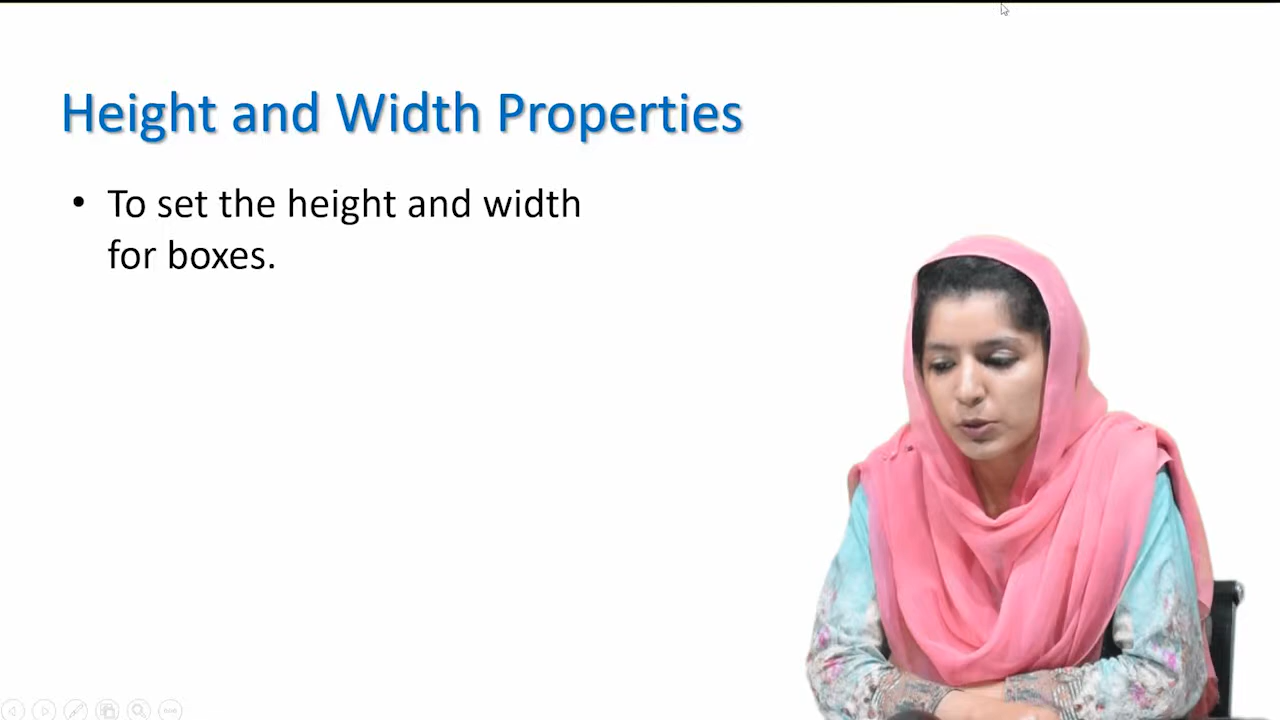 Height and Width Properties
• To set the height and width
for boxes.